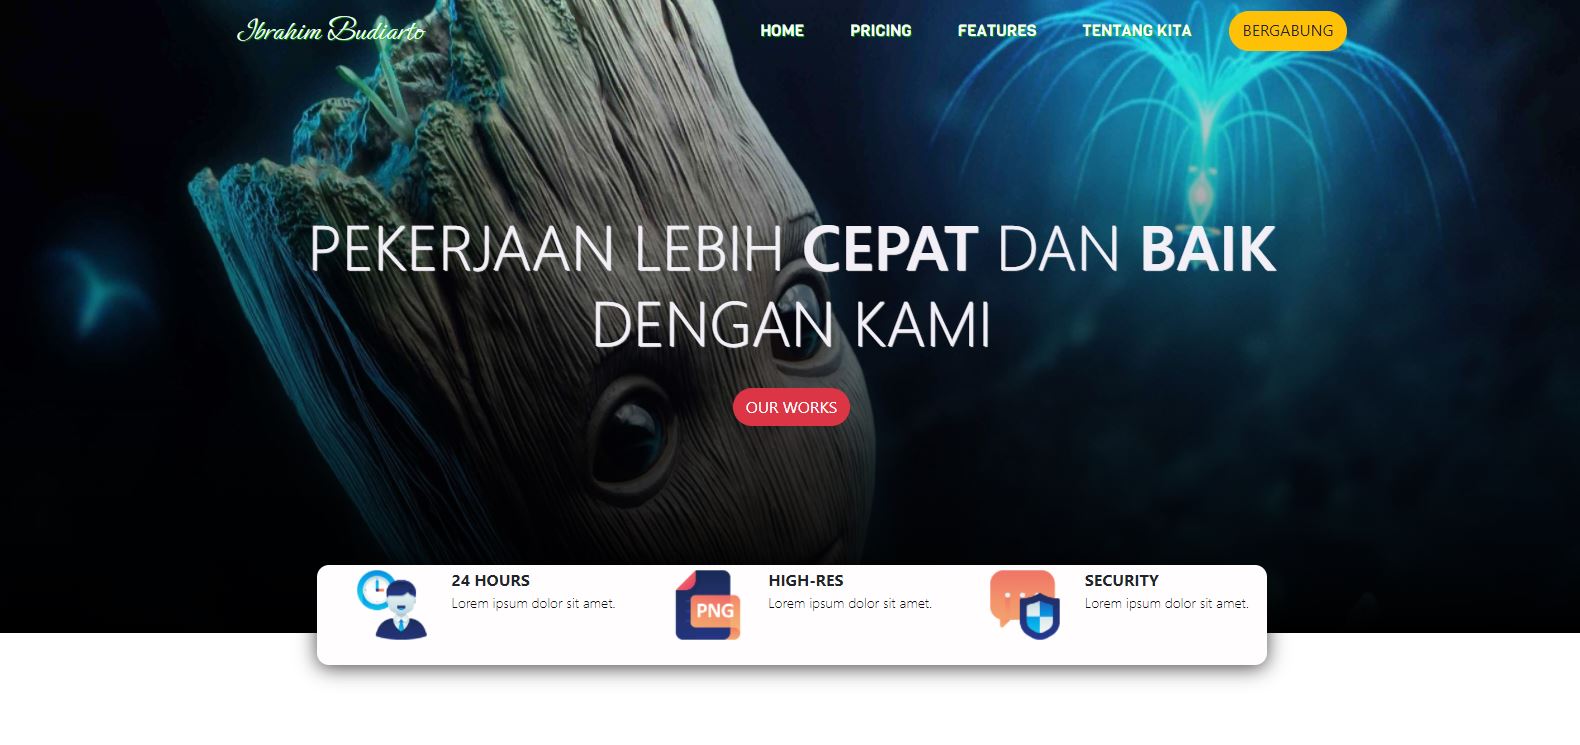 Ibrahim Budiarto
HOME PRICING FEATURES TENTANG KITA BERGABUNG
PEKERJAAN LEBIH CEPAT DAN BAIK
DENGAN KAMI
OUR WORKS
24 HOURS
Lorem ipsum dolor sit amet.
PNG
HIGH-RES
Lorem ipsum dolor sit amet.
SECURITY
Lorem ipsum dolor sit amet.